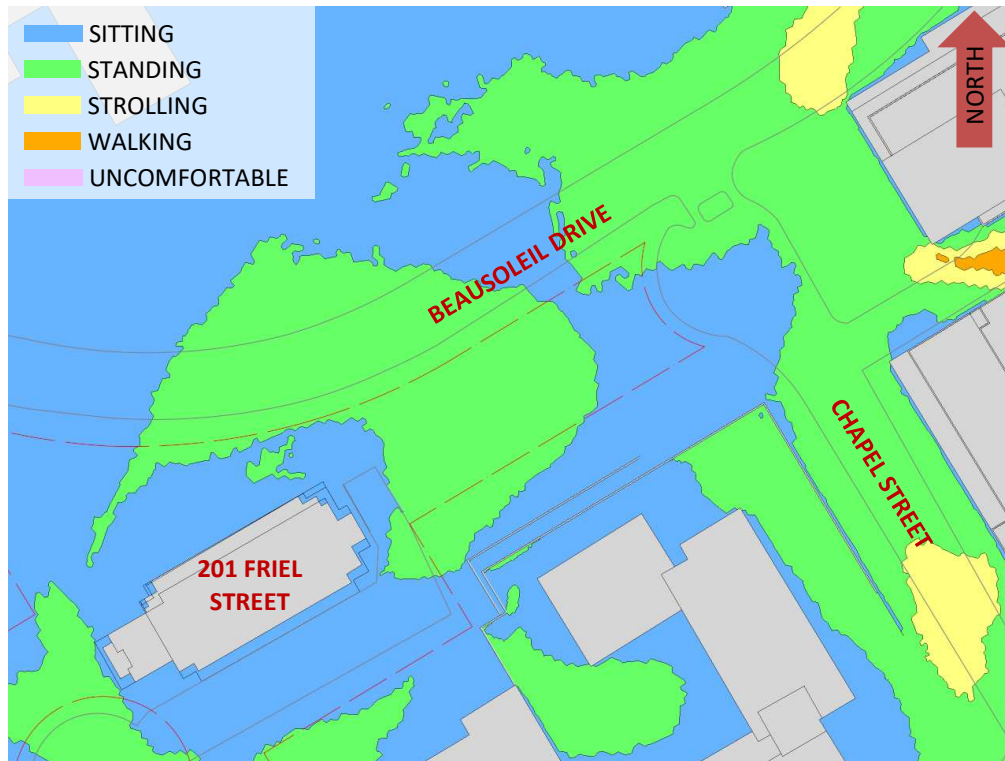 SITTING
STANDING
STROLLING
WALKING
UNCOMFORTABLE
NORTH
BEAUSOLEIL DRIVE
CHAPEL STREET
201 FRIEL
STREET